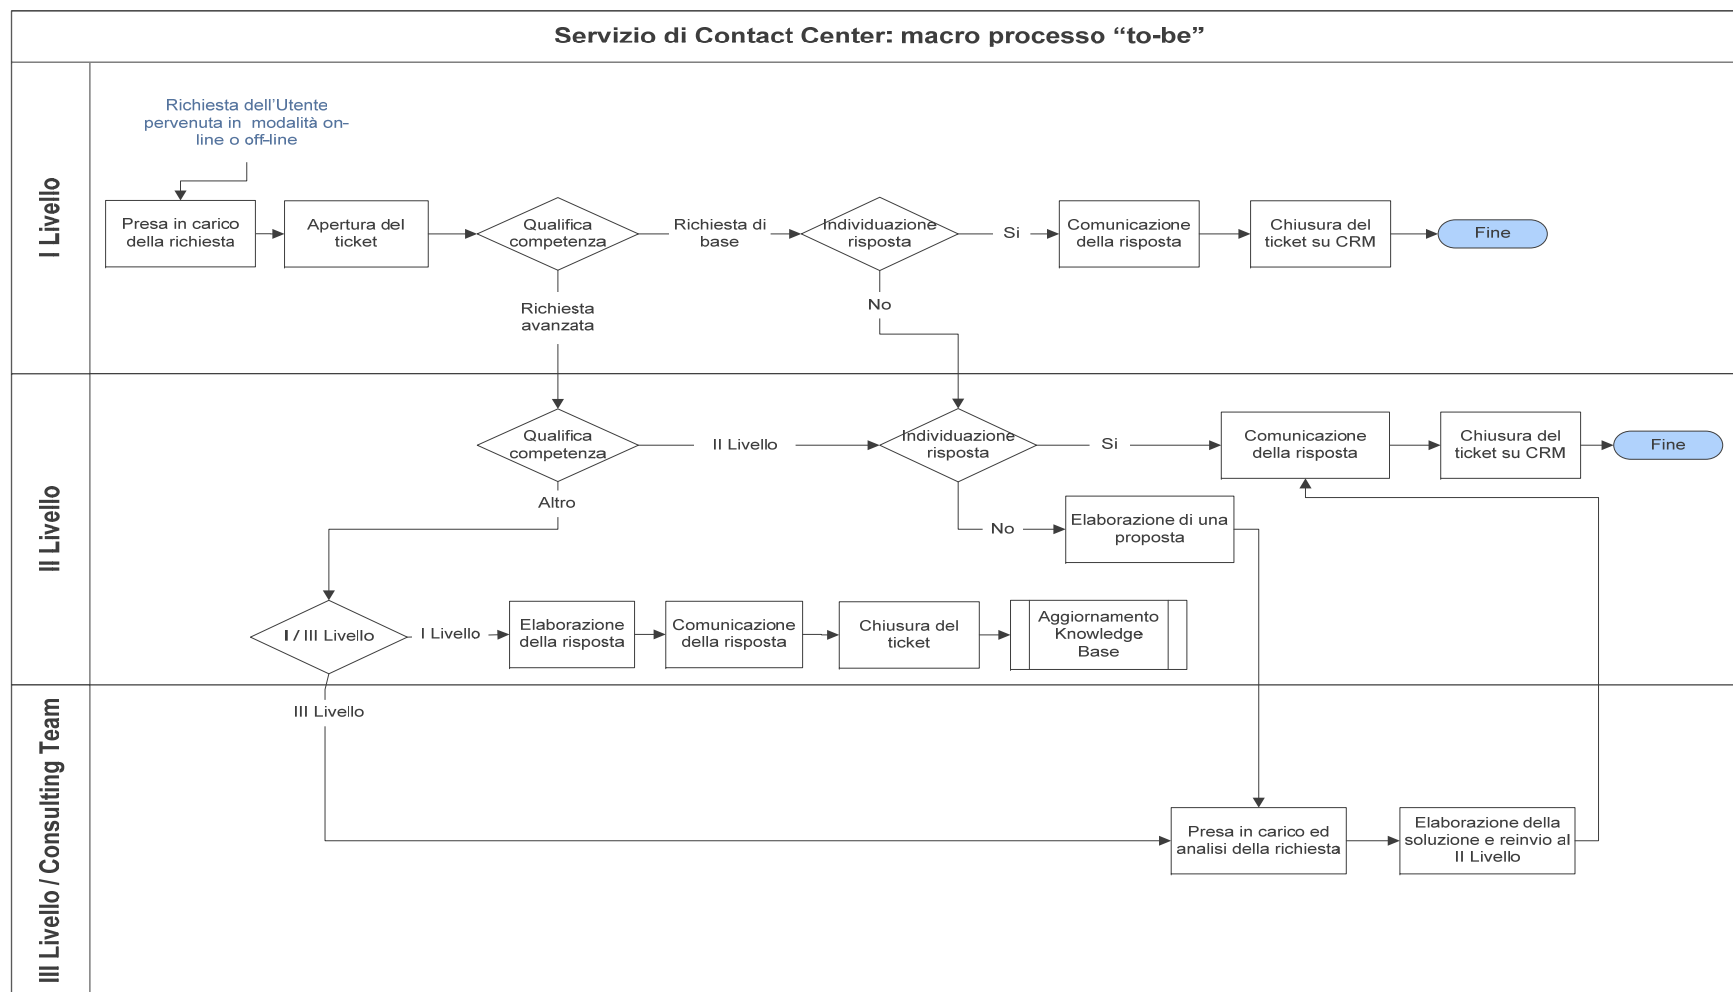 Servizio di Contact Center: macro processo “to-be”
I Livello
Richiesta dell’Utente
pervenuta in modalità on-
line o off-line
Presa in carico
della richiesta
Apertura del
ticket
Qualifica
competenza
Richiesta di
base
Individuazione
risposta
Si
Comunicazione
della risposta
Chiusura del
ticket su CRM
Fine
Richiesta
avanzata
No
II Livello
Qualifica
competenza
II Livello
Individuazione
risposta
Si
Comunicazione
della risposta
Chiusura del
ticket su CRM
Fine
Altro
No
Elaborazione di una
proposta
I / III Livello
I Livello
Elaborazione
della risposta
Comunicazione
della risposta
Chiusura del
ticket
Aggiornamento
Knowledge
Base
III Livello / Consulting Team
III Livello
Presa in carico ed
analisi della richiesta
Elaborazione della
soluzione e reinvio al
II Livello